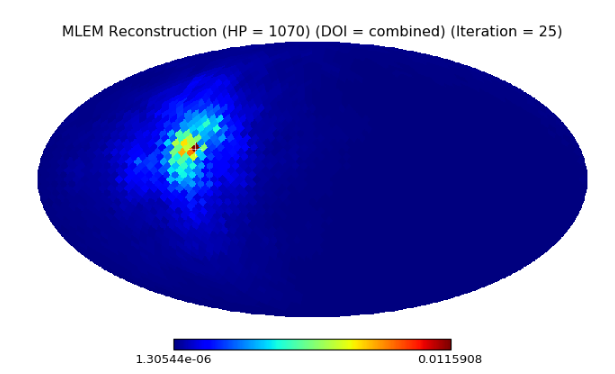 MLEM Reconstruction (HP = 1070) (DOI = combined) (Iteration = 25)
1.30544e-06 0.0115908